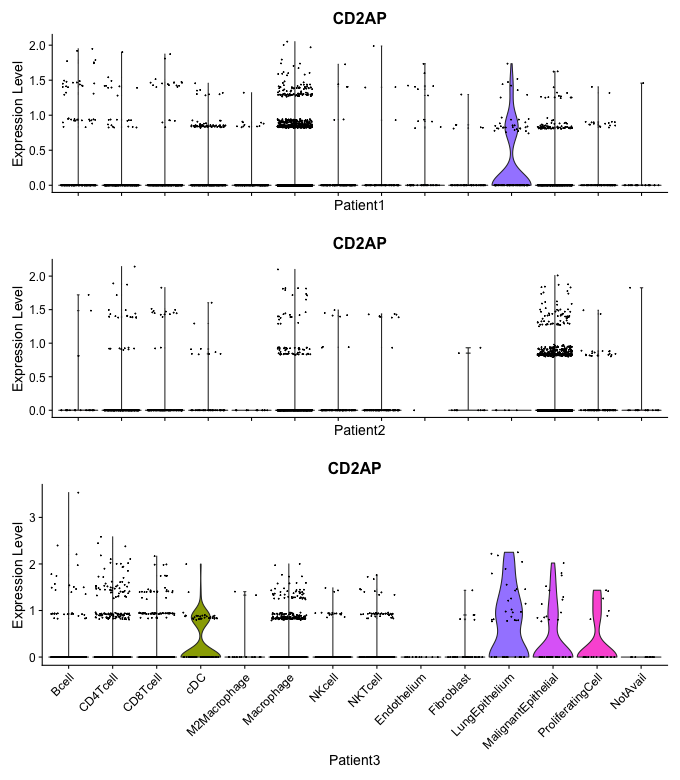 CD2AP
Expression Level
2.0
1.5
1.0
0.5
0.0
Patient1
CD2AP
Expression Level
2.0
1.5
1.0
0.5
0.0
Patient2
CD2AP
Expression Level
3
2
1
0
Bcell
CD4Tcell
CD8Tcell
cDC
M2Macrophage
Macrophage
NKcell
NKTcell
Endothelium
Fibroblast
LungEpithelium
MalignantEpithelial
ProliferatingCell
NotAvail
Patient3